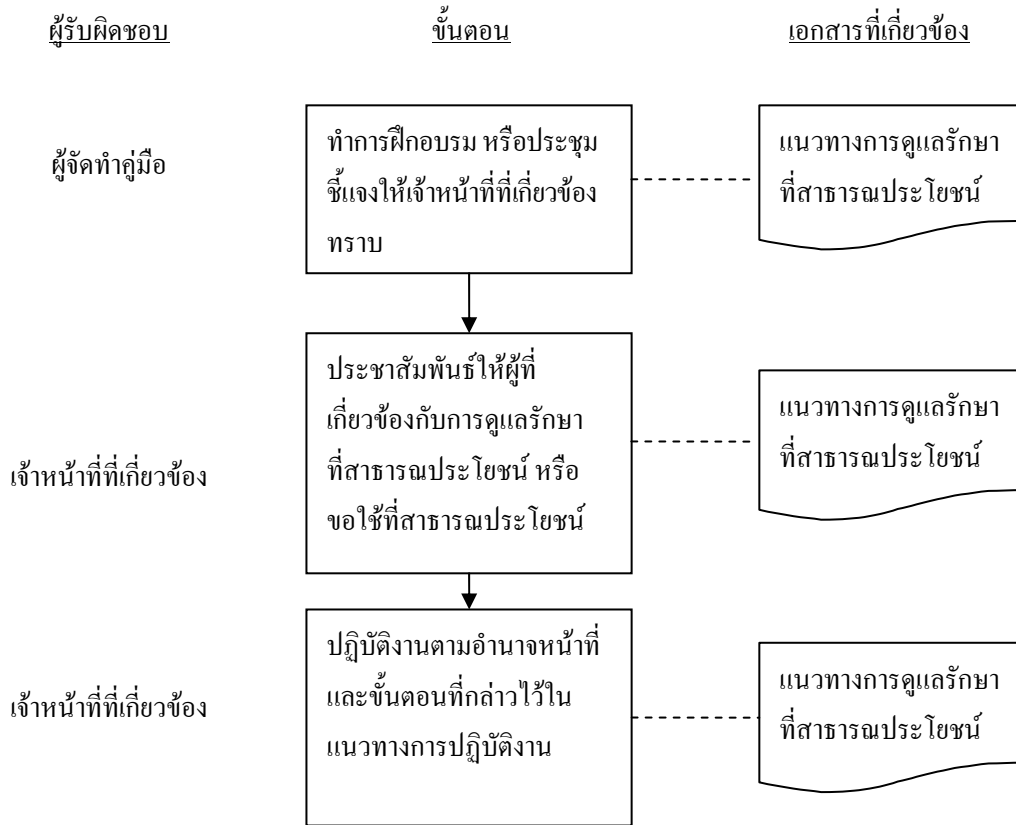 ผู้รับผิดชอบ
ขั้นตอน
เอกสารที่เกี่ยวข้อง
ผู้จัดทำคู่มือ
ทำการฝึกอบรม หรือประชุม
ชี้แจงให้เจ้าหน้าที่ที่เกี่ยวข้อง
ทราบ
แนวทางการดูแลรักษา
ที่สาธารณประโยชน์
เจ้าหน้าที่ที่เกี่ยวข้อง
ประชาสัมพันธ์ให้ผู้ที่
เกี่ยวข้องกับการดูแลรักษา
ที่สาธารณประโยชน์ หรือ
ขอใช้ที่สาธารณประโยชน์
แนวทางการดูแลรักษา
ที่สาธารณประโยชน์
เจ้าหน้าที่ที่เกี่ยวข้อง
ปฏิบัติงานตามอำนาจหน้าที่
และขั้นตอนที่กล่าวไว้ใน
แนวทางการปฏิบัติงาน
แนวทางการดูแลรักษา
ที่สาธารณประโยชน์